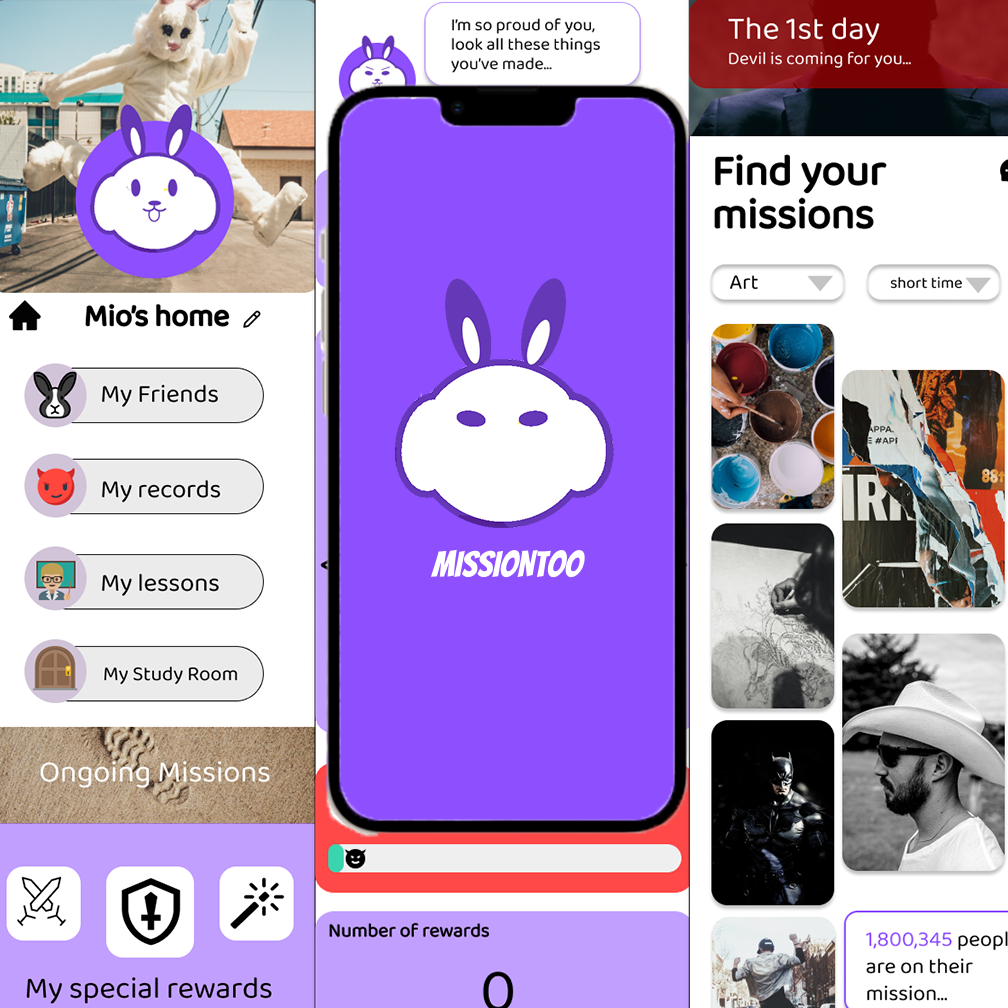 Mio's home
My Friends
My records
My lessons
My Study Room
Ongoing Missions
My special rewards
I'm so proud of you,
look all these things
you've made...
MISSIONTOO
Number of rewards
0
The 1st day
Devil is coming for you...
Find your
missions
Art
short time
IRR
88
1,800,345 peopl
are on their
mission...